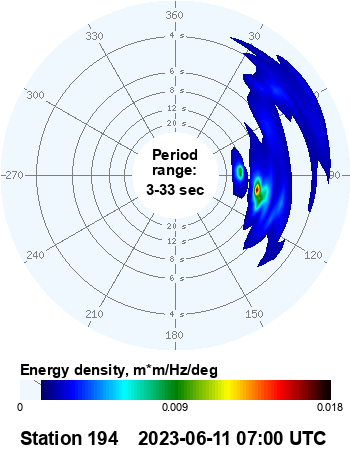 360
330
30
4 s
6 s
300
8 s
12 s
20 s
Period
range:
3-33 sec
270
90
20 s
12 s
240
8 s
120
6 s
210
150
4 s
180
Energy density, m*m/Hz/deg
0
0.009
0.018
Station 194 2023-06-11 07:00 UTC